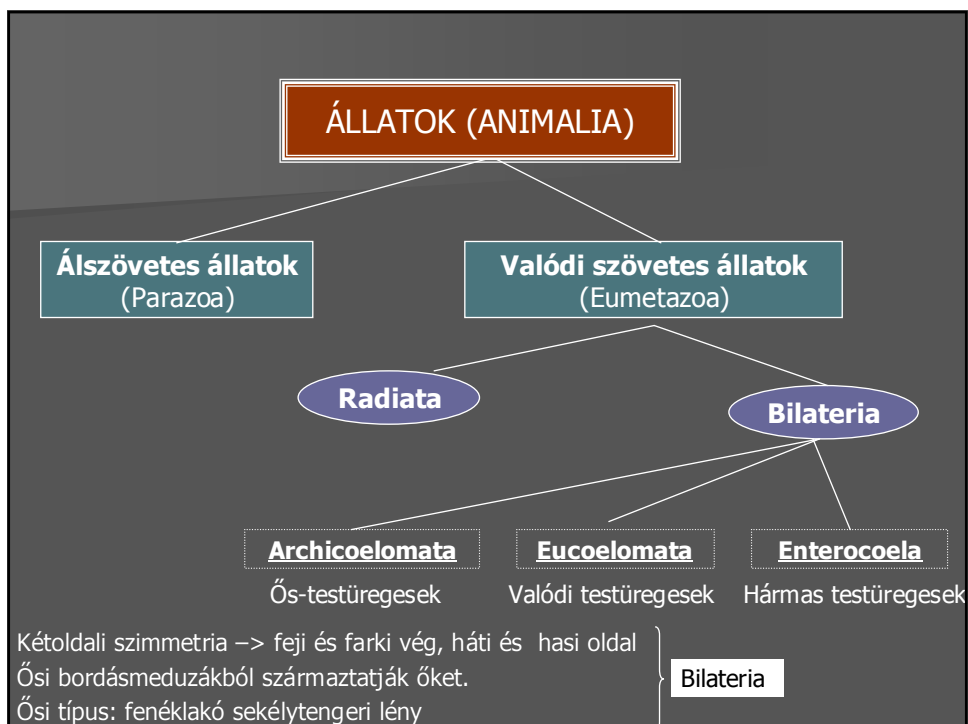 ÁLLATOK (ANIMALIA)
Álszövetes állatok
(Parazoa)
Valódi szövetes állatok
(Eumetazoa)
Radiata
Bilateria
Archicoelomata
Eucoelomata
Enterocoela
Ős-testüregesek
Valódi testüregesek
Hármas testüregesek
Kétoldali szimmetria –> feji és farki vég, háti és hasi oldal
Ősi bordásmeduzákból származtatják őket.
Ősi típus: fenéklakó sekélytengeri lény
Bilateria